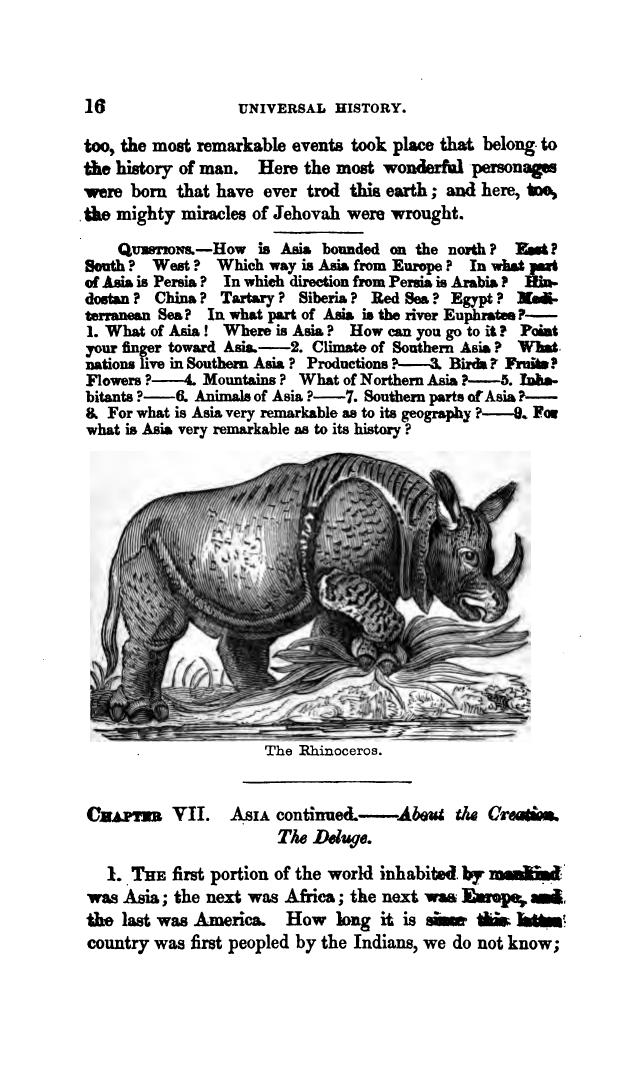 16 UNIVERSAL HISTORY.
too, the most remarkable events took place that belong to
the history of man. Here the most wonderful personages
were born that have ever trod this earth; and here, too,
the mighty miracles of Jehovah were wrought.
QUESTIONS.—How is Asia bounded on the north? East?
South? West? Which way is Asia from Europe? In what part
of Asia is Persia? In which direction from Persia is Arabia? Hin-
dostan? China? Tartary? Siberia? Red Sea? Egypt? Medi-
terranean Sea? In what part of Asia is the river Euphrates?——
1. What of Asia! Where is Asia? How can you go to it? Point
your finger toward Asia.——2. Climate of Southern Asia? What
nations live in Southern Asia? Productions?——3. Birds? Fruits?
Flowers?——4. Mountains? What of Northern Asia?——5. Inha-
bitants?——6. Animals of Asia?——7. Southern parts of Asia?——
8. For what is Asia very remarkable as to its geography?——9. For
what is Asia very remarkable as to its history?
The Rhinoceros.
CHAPTER VII. ASIA continued.——About the Creation.
The Deluge.
1. THE first portion of the world inhabited by mankind
was Asia; the next was Africa; the next was Europe, and
the last was America. How long it is since this latter
country was first peopled by the Indians, we do not know;